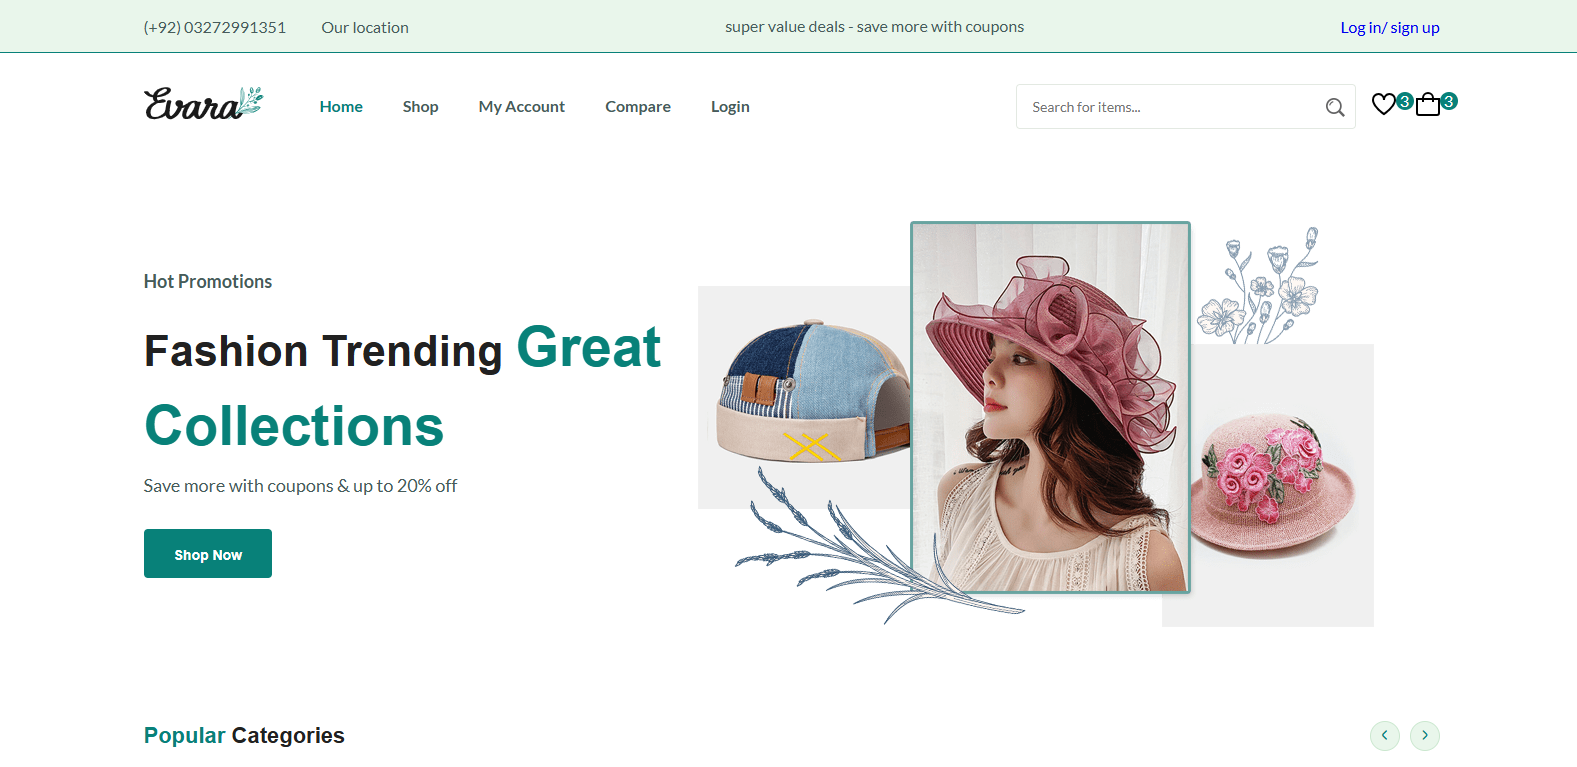 (+92) 03272991351 Our location super value deals - save more with coupons Log in/ sign up
Evara Home Shop My Account Compare Login Search for items... 3 3
Hot Promotions
Fashion Trending Great
Collections
Save more with coupons & up to 20% off
Shop Now
Popular Categories